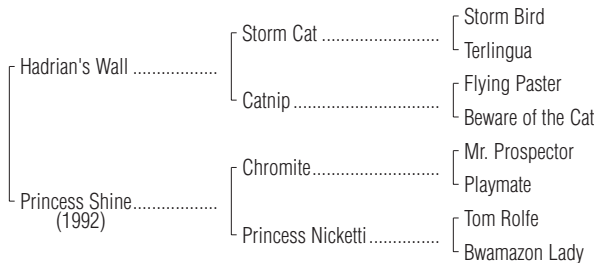 Storm Bird
Storm Cat ............................
Terlingua
Hadrian's Wall ....................
Flying Paster
Catnip ...................................
Beware of the Cat
Mr. Prospector
Chromite..............................
Playmate
Princess Shine....................
(1992)
Tom Rolfe
Princess Nicketti .................
Bwamazon Lady